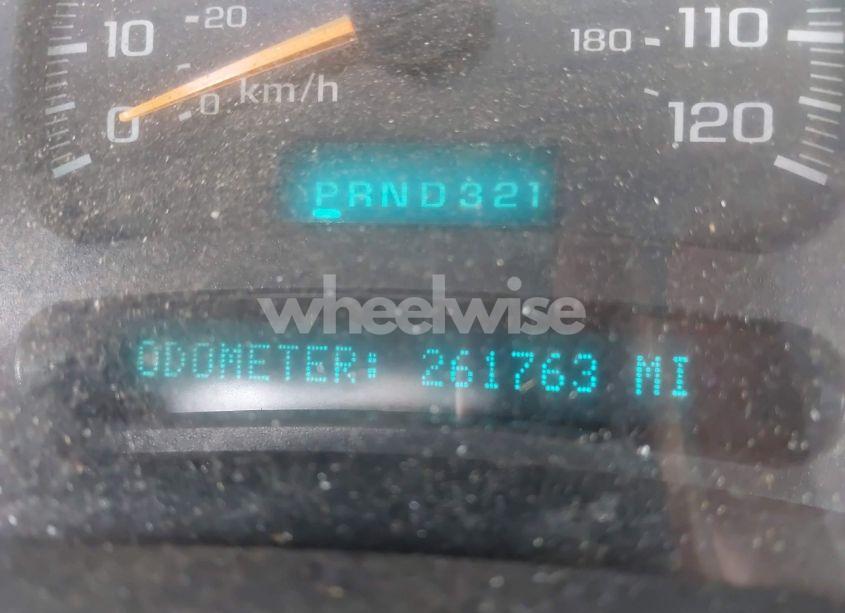 10 20 180 110
0 0 km/h 120
PRND321
wheelwise
ODOMETER: 261763 MI